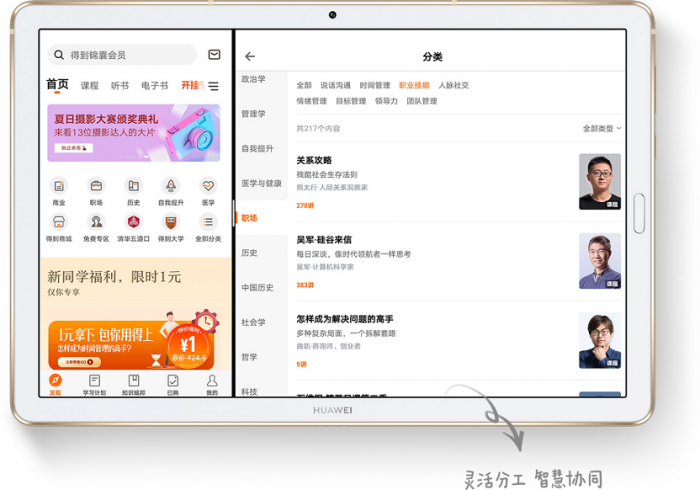 得到锦囊会员
首页 课程 听书 电子书
夏日摄影大赛颁奖典礼
来看13位摄影达人的大片
戳此查看
商业 职场 历史 自我提升 医学
得到商城 免费专区 清华五道口 得到大学 全部分类
新同学福利，限时1元
仅你专享
1元拿下 包你用得上
怎样成为时间管理的高手?
特价福利
¥1
原价 ¥24.9
发现 学习计划 知识城邦 已购 我的
分类
政治学
管理学
自我提升
医学与健康
职场
历史
中国历史
社会学
哲学
科技
全部 说话沟通 时间管理 职业技能 人脉社交
情绪管理 目标管理 领导力 团队管理
共217个内容 全部类型
关系攻略
残酷社会生存法则
熊太行·人际关系洞察家
270讲
课程
吴军·硅谷来信
每日深谈，像时代领航者一样思考
吴军·计算机科学家
383讲
课程
怎样成为解决问题的高手
多种复杂局面，一个拆解套路
曲凯·咨询师，创业者
9讲
课程
HUAWEI
灵活分工 智慧协同